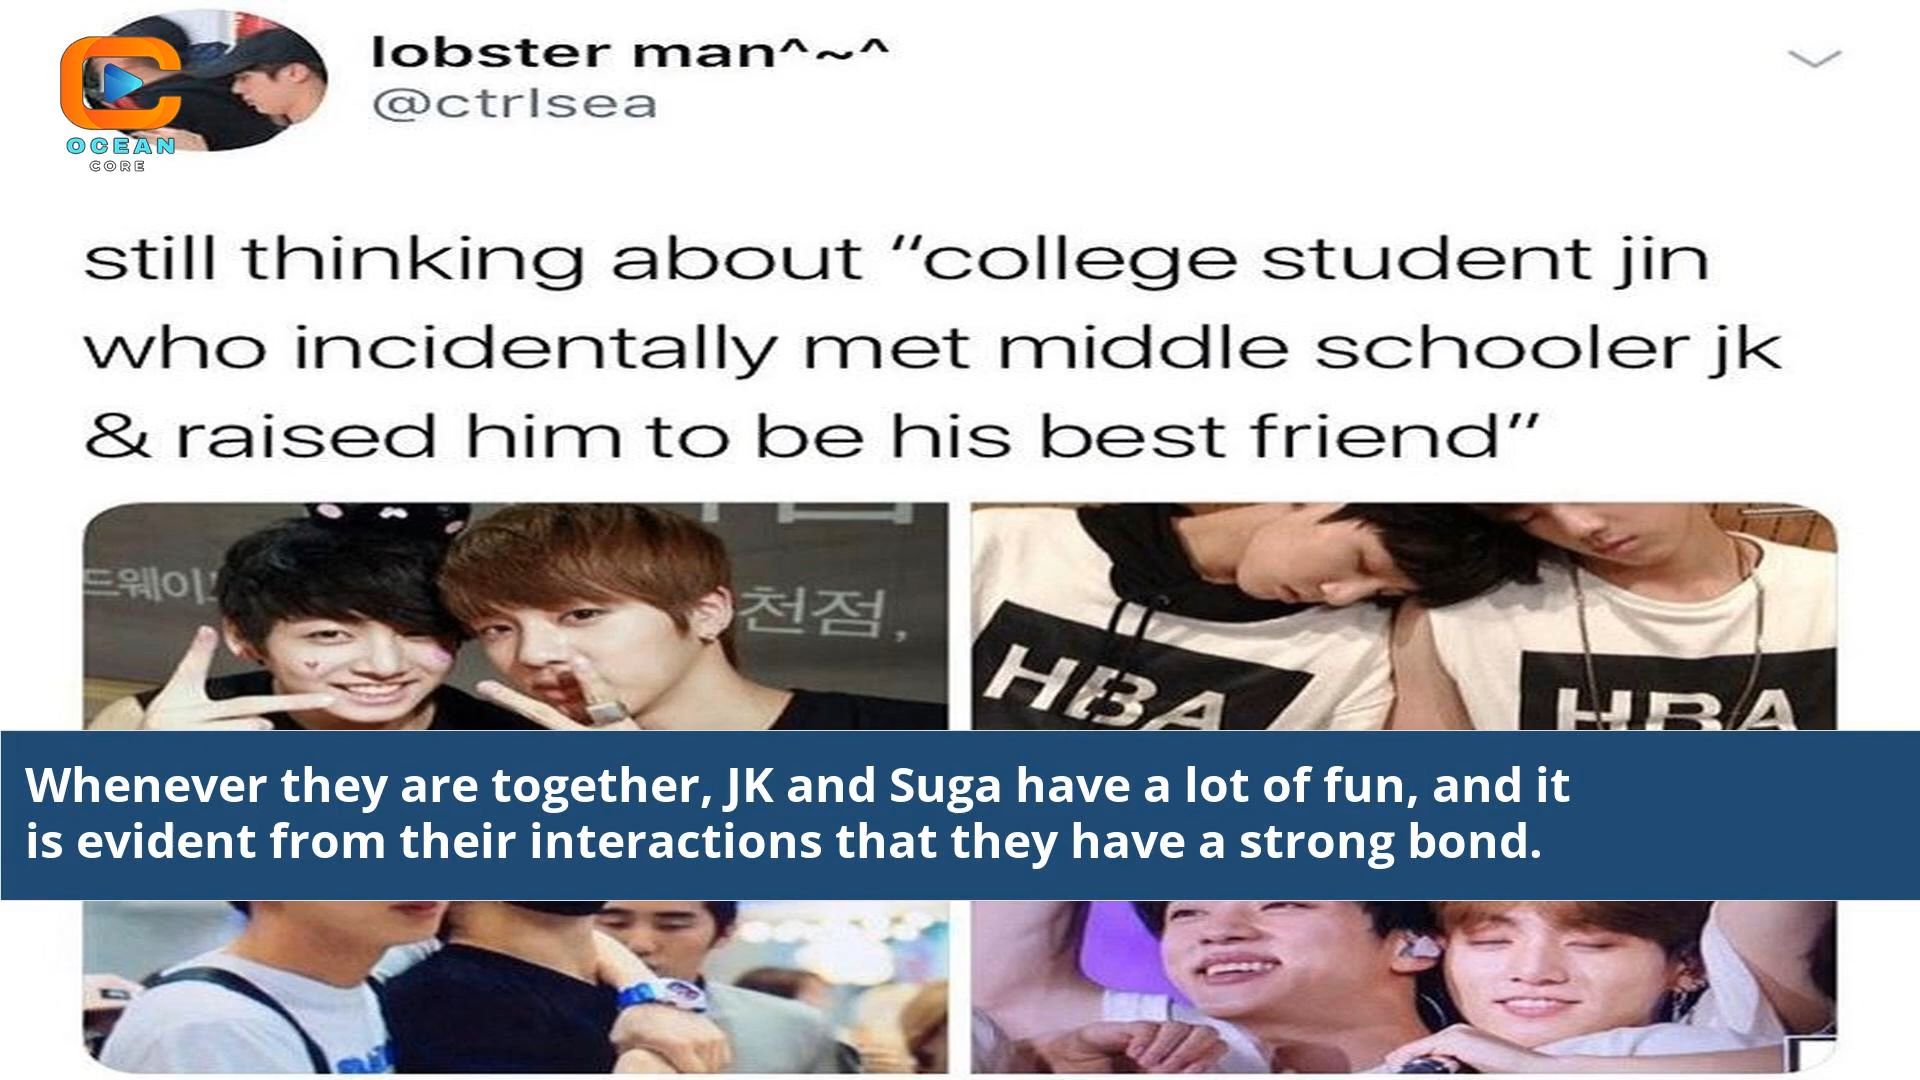 lobster man^~^
@ctrlsea
OCEAN
CORE
still thinking about “college student jin
who incidentally met middle schooler jk
& raised him to be his best friend”
드웨이
천점,
HBA
HBA
Whenever they are together, JK and Suga have a lot of fun, and it
is evident from their interactions that they have a strong bond.